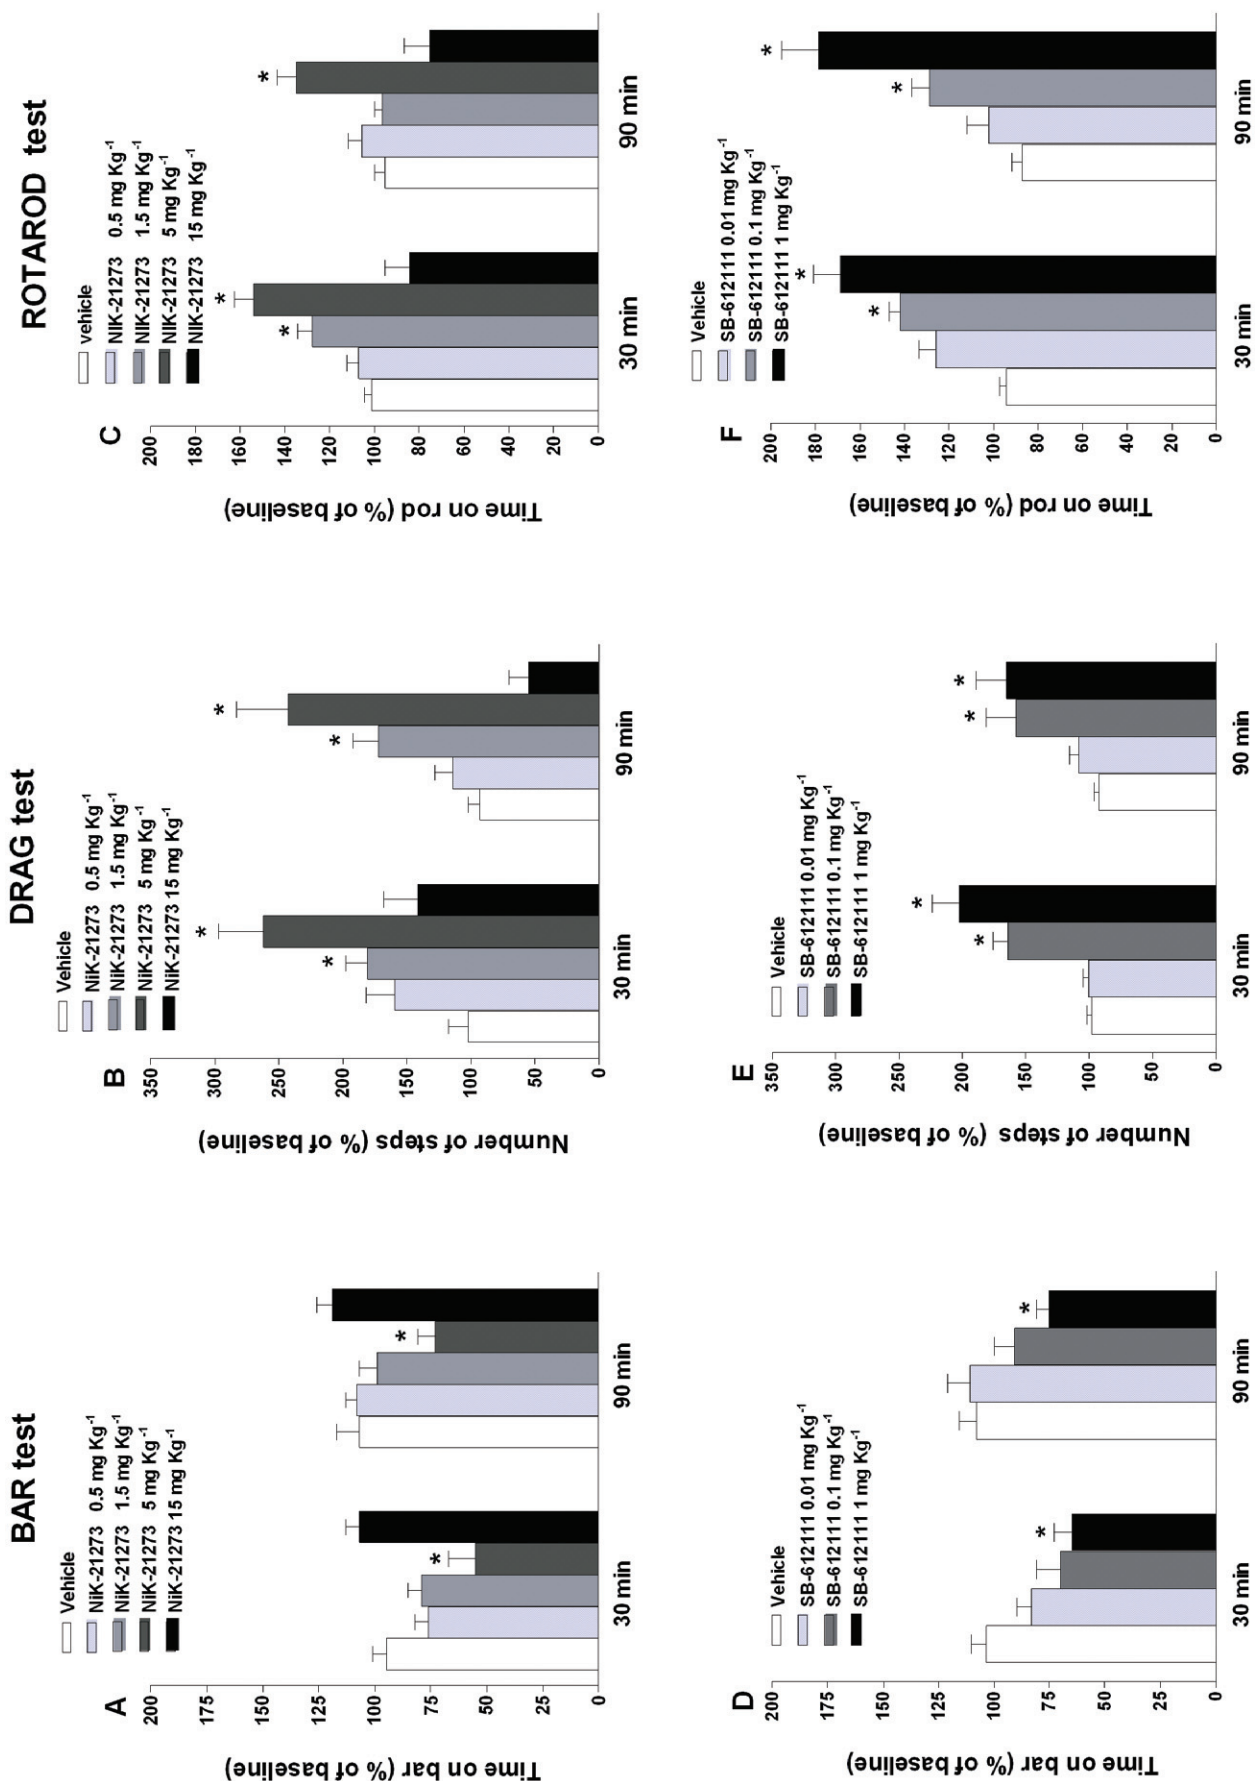 BAR test
DRAG test
ROTAROD test
A
Vehicle
NiK-21273 0.5 mg Kg-1
NiK-21273 1.5 mg Kg-1
NiK-21273 5 mg Kg-1
NiK-21273 15 mg Kg-1
Time on bar (% of baseline)
200
175
150
125
100
75
50
25
0
*
*
30 min
90 min
B
Vehicle
NiK-21273 0.5 mg Kg-1
NiK-21273 1.5 mg Kg-1
NiK-21273 5 mg Kg-1
NiK-21273 15 mg Kg-1
Number of steps (% of baseline)
350
300
250
200
150
100
50
0
*
*
*
*
30 min
90 min
C
vehicle
NIK-21273 0.5 mg Kg-1
NIK-21273 1.5 mg Kg-1
NIK-21273 5 mg Kg-1
NIK-21273 15 mg Kg-1
Time on rod (% of baseline)
200
180
160
140
120
100
80
60
40
20
0
*
*
*
30 min
90 min
D
Vehicle
SB-612111 0.01 mg Kg-1
SB-612111 0.1 mg Kg-1
SB-612111 1 mg Kg-1
Time on bar (% of baseline)
200
175
150
125
100
75
50
25
0
*
*
30 min
90 min
E
Vehicle
SB-612111 0.01 mg Kg-1
SB-612111 0.1 mg Kg-1
SB-612111 1 mg Kg-1
Number of steps (% of baseline)
350
300
250
200
150
100
50
0
*
*
*
*
30 min
90 min
F
Vehicle
SB-612111 0.01 mg Kg-1
SB-612111 0.1 mg Kg-1
SB-612111 1 mg Kg-1
Time on rod (% of baseline)
200
180
160
140
120
100
80
60
40
20
0
*
*
*
*
30 min
90 min